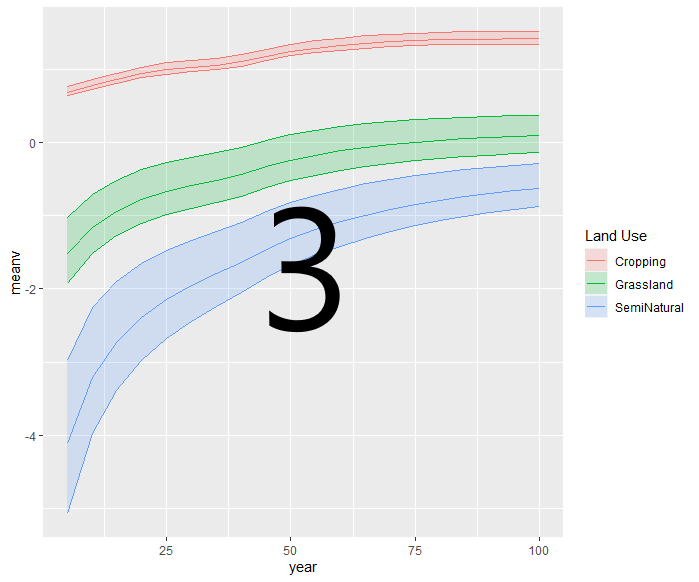 0
-2
-4
meanv
3
25 50 75 100
year
Land Use
Cropping
Grassland
SemiNatural